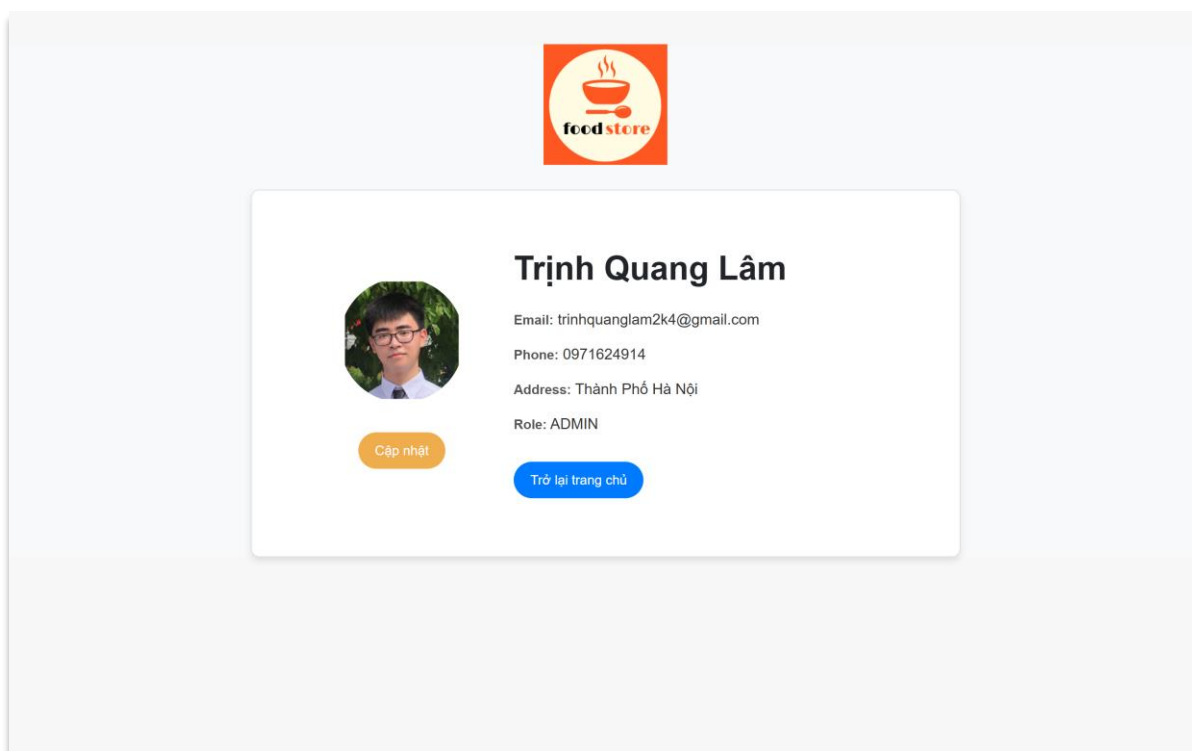 food store
Trịnh Quang Lâm
Email: trinhquanglam2k4@gmail.com
Phone: 0971624914
Address: Thành Phố Hà Nội
Role: ADMIN
Cập nhật
Trở lại trang chủ